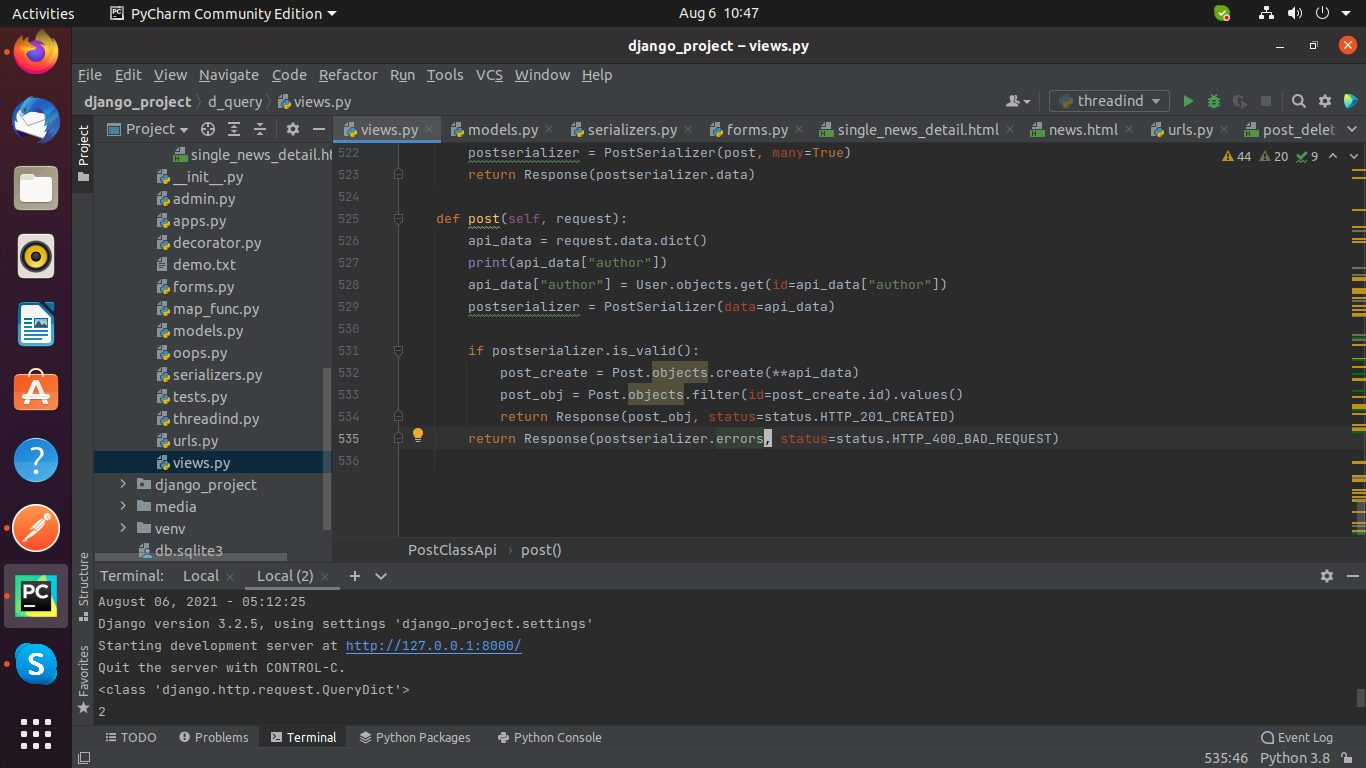 Activities
PyCharm Community Edition
Aug 6 10:47
django_project – views.py
File Edit View Navigate Code Refactor Run Tools VCS Window Help
django_project d_query views.py
threadind
Project
Project
views.py
models.py
serializers.py
forms.py
single_news_detail.html
news.html
urls.py
post_delet
single_news_detail.ht
__init__.py
admin.py
apps.py
decorator.py
demo.txt
forms.py
map_func.py
models.py
oops.py
serializers.py
tests.py
threadind.py
urls.py
views.py
django_project
media
venv
db.sqlite3
44 20 9
522 postserializer = PostSerializer(post, many=True)
523 return Response(postserializer.data)
524
525 def post(self, request):
526 api_data = request.data.dict()
527 print(api_data["author"])
528 api_data["author"] = User.objects.get(id=api_data["author"])
529 postserializer = PostSerializer(data=api_data)
530
531 if postserializer.is_valid():
532 post_create = Post.objects.create(**api_data)
533 post_obj = Post.objects.filter(id=post_create.id).values()
534 return Response(post_obj, status=status.HTTP_201_CREATED)
535 return Response(postserializer.errors, status=status.HTTP_400_BAD_REQUEST)
536
PostClassApi › post()
Structure
Favorites
Terminal: Local Local (2)
August 06, 2021 - 05:12:25
Django version 3.2.5, using settings 'django_project.settings'
Starting development server at http://127.0.0.1:8000/
Quit the server with CONTROL-C.
<class 'django.http.request.QueryDict'>
2
TODO Problems Terminal Python Packages Python Console Event Log
535:46 Python 3.8
PC
S
A
?